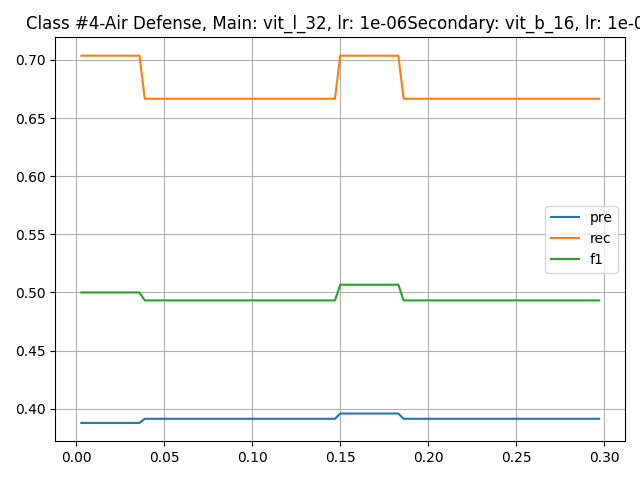 Class #4-Air Defense, Main: vit_l_32, lr: 1e-06Secondary: vit_b_16, lr: 1e-0
0.70
0.65
0.60
0.55
0.50
0.45
0.40
pre
rec
f1
0.00 0.05 0.10 0.15 0.20 0.25 0.30